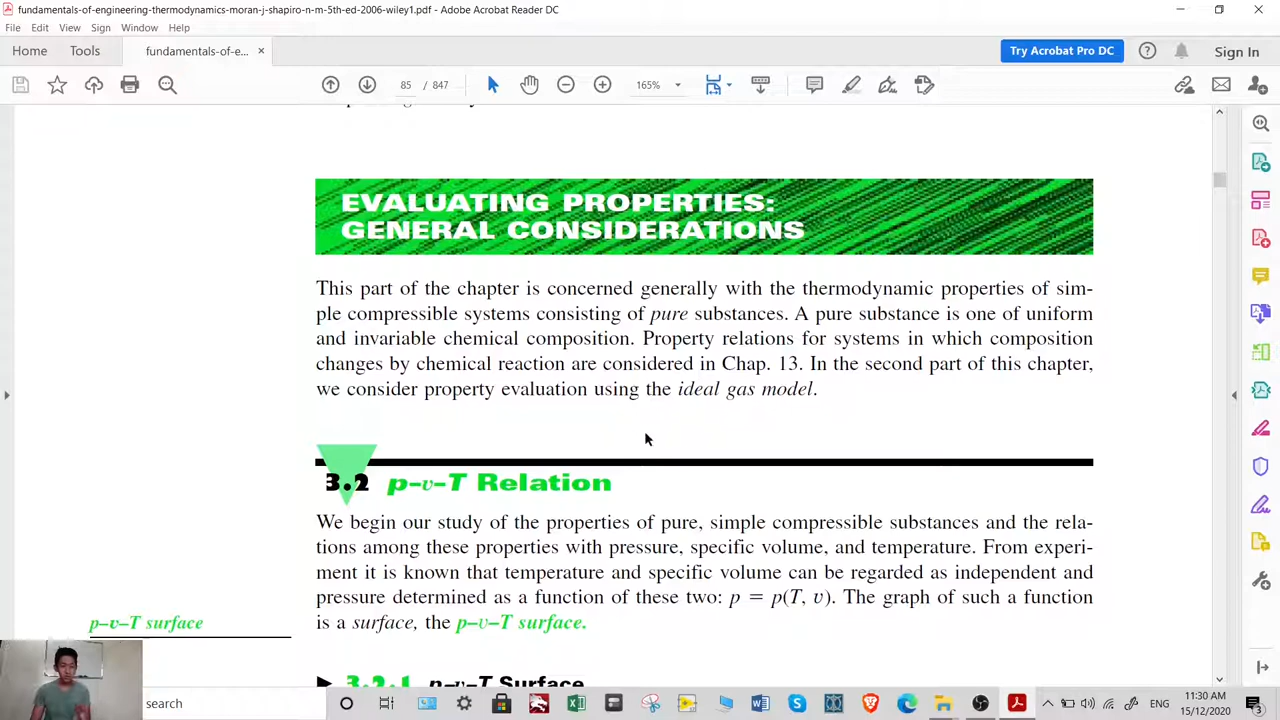 fundamentals-of-engineering-thermodynamics-moran-j-shapiro-n-m-5th-ed-2006-wiley1.pdf - Adobe Acrobat Reader DC
File Edit View Sign Window Help
Home Tools fundamentals-of-e... × Try Acrobat Pro DC Sign In
85 / 847 165%
EVALUATING PROPERTIES:
GENERAL CONSIDERATIONS
This part of the chapter is concerned generally with the thermodynamic properties of sim-
ple compressible systems consisting of pure substances. A pure substance is one of uniform
and invariable chemical composition. Property relations for systems in which composition
changes by chemical reaction are considered in Chap. 13. In the second part of this chapter,
we consider property evaluation using the ideal gas model.
3.2 p–v–T Relation
We begin our study of the properties of pure, simple compressible substances and the rela-
tions among these properties with pressure, specific volume, and temperature. From experi-
ment it is known that temperature and specific volume can be regarded as independent and
pressure determined as a function of these two: p = p(T, v). The graph of such a function
is a surface, the p–v–T surface.
p–v–T surface
3.2.1 p–v–T Surface
search
ENG
11:30 AM
15/12/2020
3